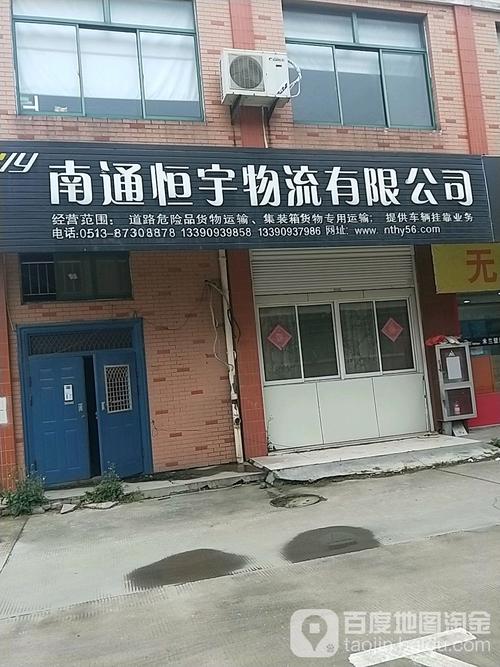 南通恒宇物流有限公司
经营范围：道路危险品货物运输、集装箱货物专用运输；提供车辆挂靠业务
电话:0513-87308878 13390939858 13390937986 网址: www.nthy56.com
无
百度地图淘金
taojin.baidu.com